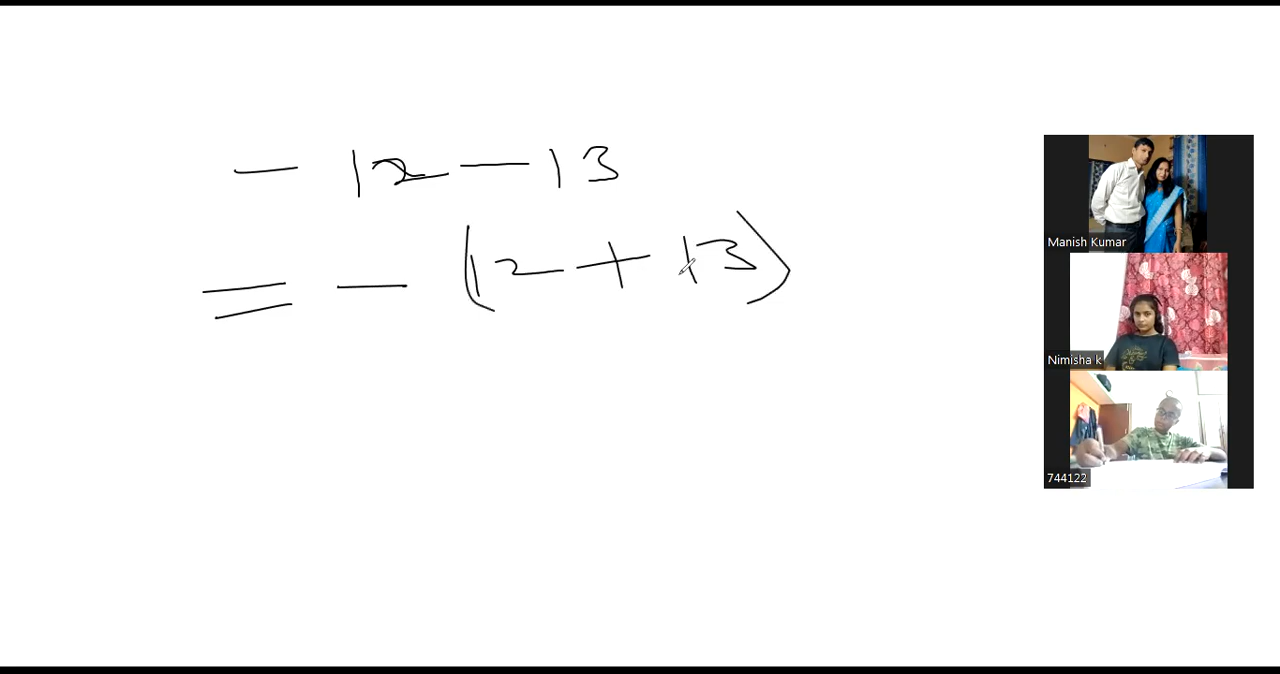 − 12 − 13
= − (12 + 13)
Manish Kumar
Nimisha k
744122